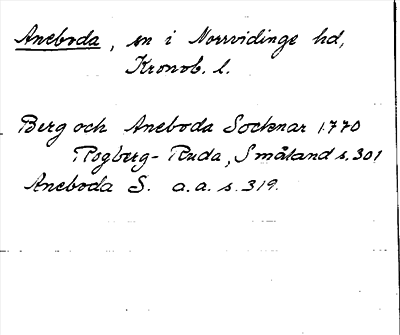 Aneboda, sn i Norrvidinge hd,
Kronob. l.
Berg och Aneboda Socknar 1770
Rogberg-Ruda, Småland s. 301
Aneboda S. a.a. s. 319.